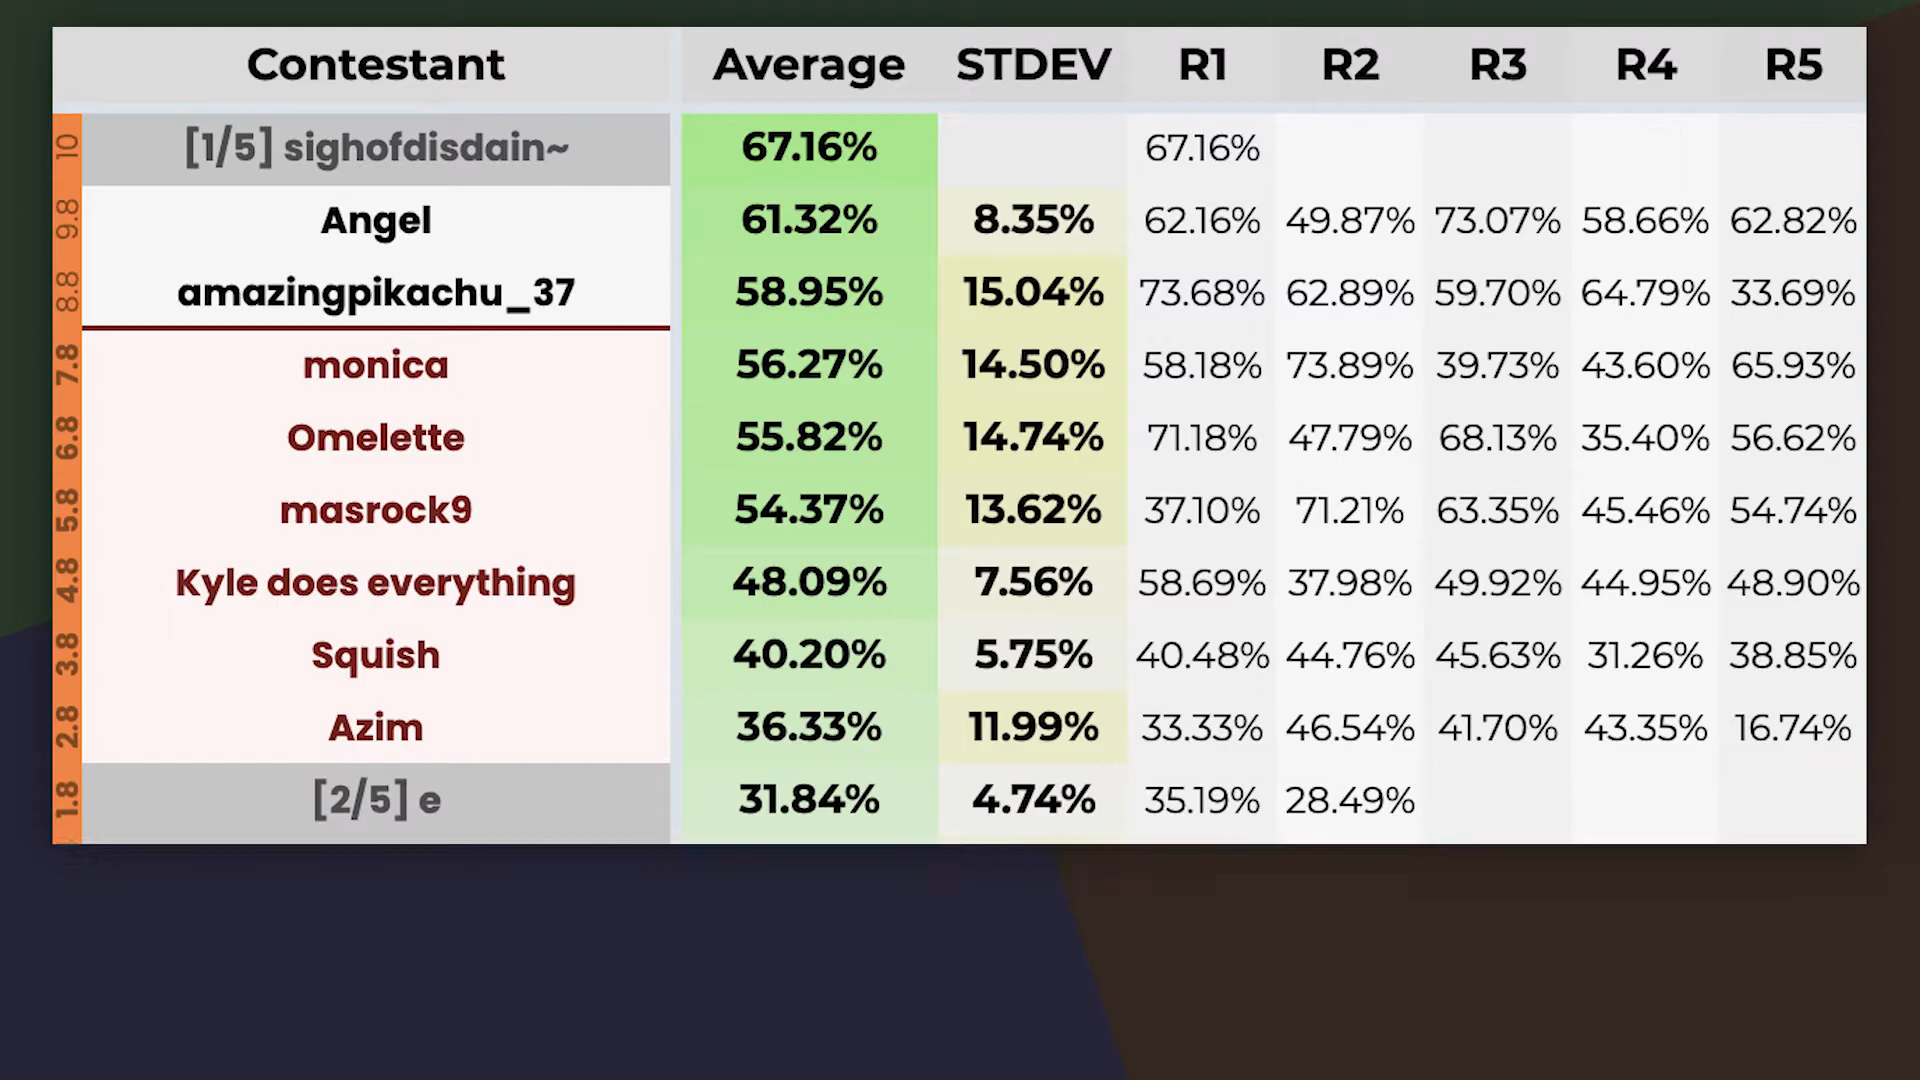 Contestant Average STDEV R1 R2 R3 R4 R5
10 [1/5] sighofdisdain~ 67.16% 67.16%
9.8 Angel 61.32% 8.35% 62.16% 49.87% 73.07% 58.66% 62.82%
8.8 amazingpikachu_37 58.95% 15.04% 73.68% 62.89% 59.70% 64.79% 33.69%
7.8 monica 56.27% 14.50% 58.18% 73.89% 39.73% 43.60% 65.93%
6.8 Omelette 55.82% 14.74% 71.18% 47.79% 68.13% 35.40% 56.62%
5.8 masrock9 54.37% 13.62% 37.10% 71.21% 63.35% 45.46% 54.74%
4.8 Kyle does everything 48.09% 7.56% 58.69% 37.98% 49.92% 44.95% 48.90%
3.8 Squish 40.20% 5.75% 40.48% 44.76% 45.63% 31.26% 38.85%
2.8 Azim 36.33% 11.99% 33.33% 46.54% 41.70% 43.35% 16.74%
1.8 [2/5] e 31.84% 4.74% 35.19% 28.49%